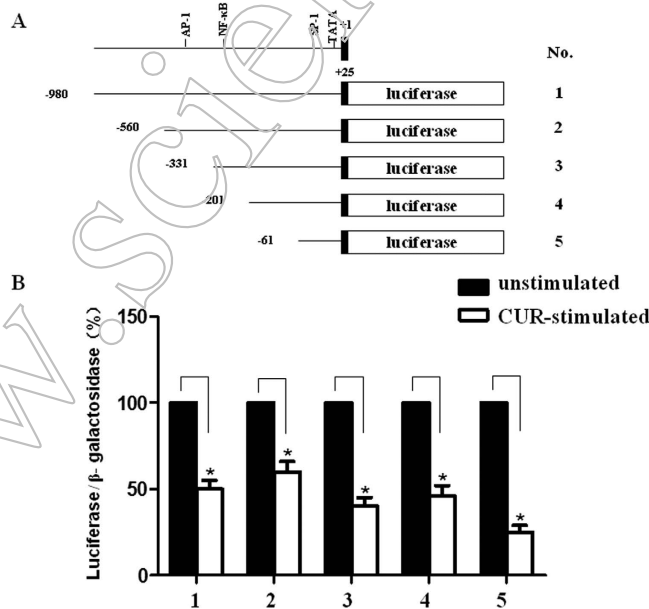 A
AP-1
NF-κB
SP-1
TATA
+1
No.
+25
-980
luciferase
1
-560
luciferase
2
-331
luciferase
3
201
luciferase
4
-61
luciferase
5
B
unstimulated
CUR-stimulated
Luciferase/β- galactosidase (%)
150
100
50
0
* * * * *
1 2 3 4 5
w.scien